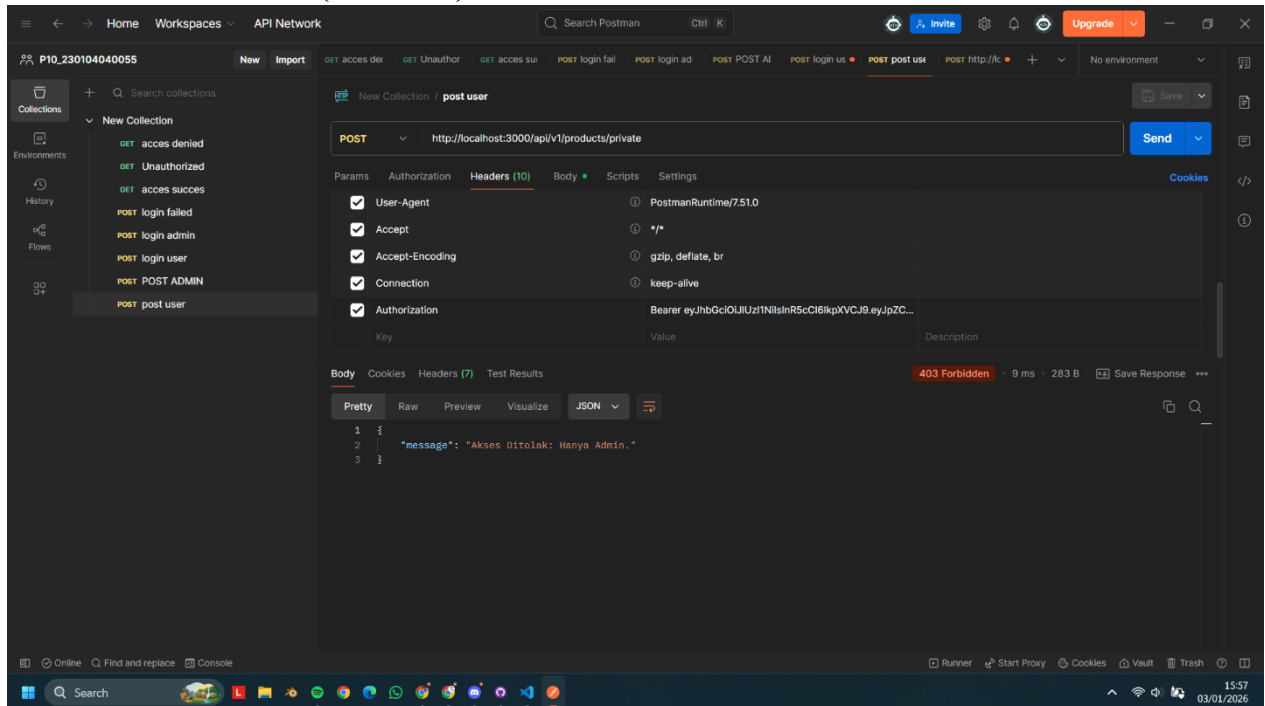 Home Workspaces API Network Search Postman Ctrl K Invite Upgrade
P10_230104040055 New Import GET acces der GET Unauthor GET acces suc POST login fail POST login ad POST POST AI POST login us POST post use POST http://lc No environment
Collections
Environments
History
Flows
Search collections
New Collection
GET acces denied
GET Unauthorized
GET acces succes
POST login failed
POST login admin
POST login user
POST POST ADMIN
POST post user
HTTP New Collection / post user Save
POST http://localhost:3000/api/v1/products/private Send
Params Authorization Headers (10) Body Scripts Settings Cookies
User-Agent PostmanRuntime/7.51.0
Accept */*
Accept-Encoding gzip, deflate, br
Connection keep-alive
Authorization Bearer eyJhbGciOiJIUzI1NiIsInR5cCI6IkpXVCJ9.eyJpZC...
Key Value Description
Body Cookies Headers (7) Test Results 403 Forbidden 9 ms 283 B Save Response
Pretty Raw Preview Visualize JSON
1 {
2 "message": "Akses Ditolak: Hanya Admin."
3 }
Online Find and replace Console Runner Start Proxy Cookies Vault Trash
Search 15:57
03/01/2026